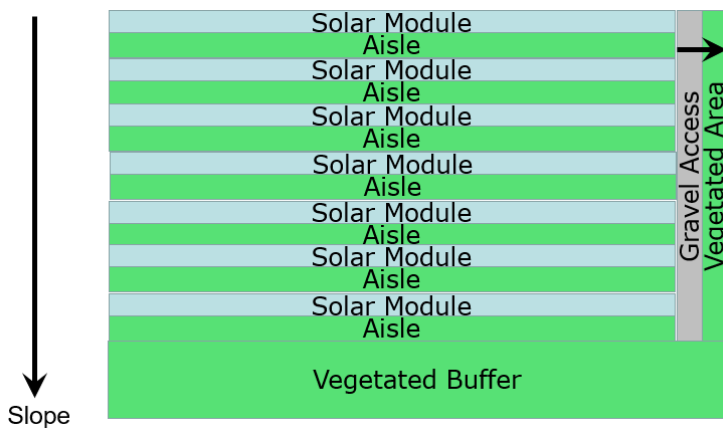 Solar Module
Aisle
Solar Module
Aisle
Solar Module
Aisle
Solar Module
Aisle
Solar Module
Aisle
Solar Module
Aisle
Solar Module
Aisle
Gravel Access
Vegetated Area
Vegetated Buffer
Slope